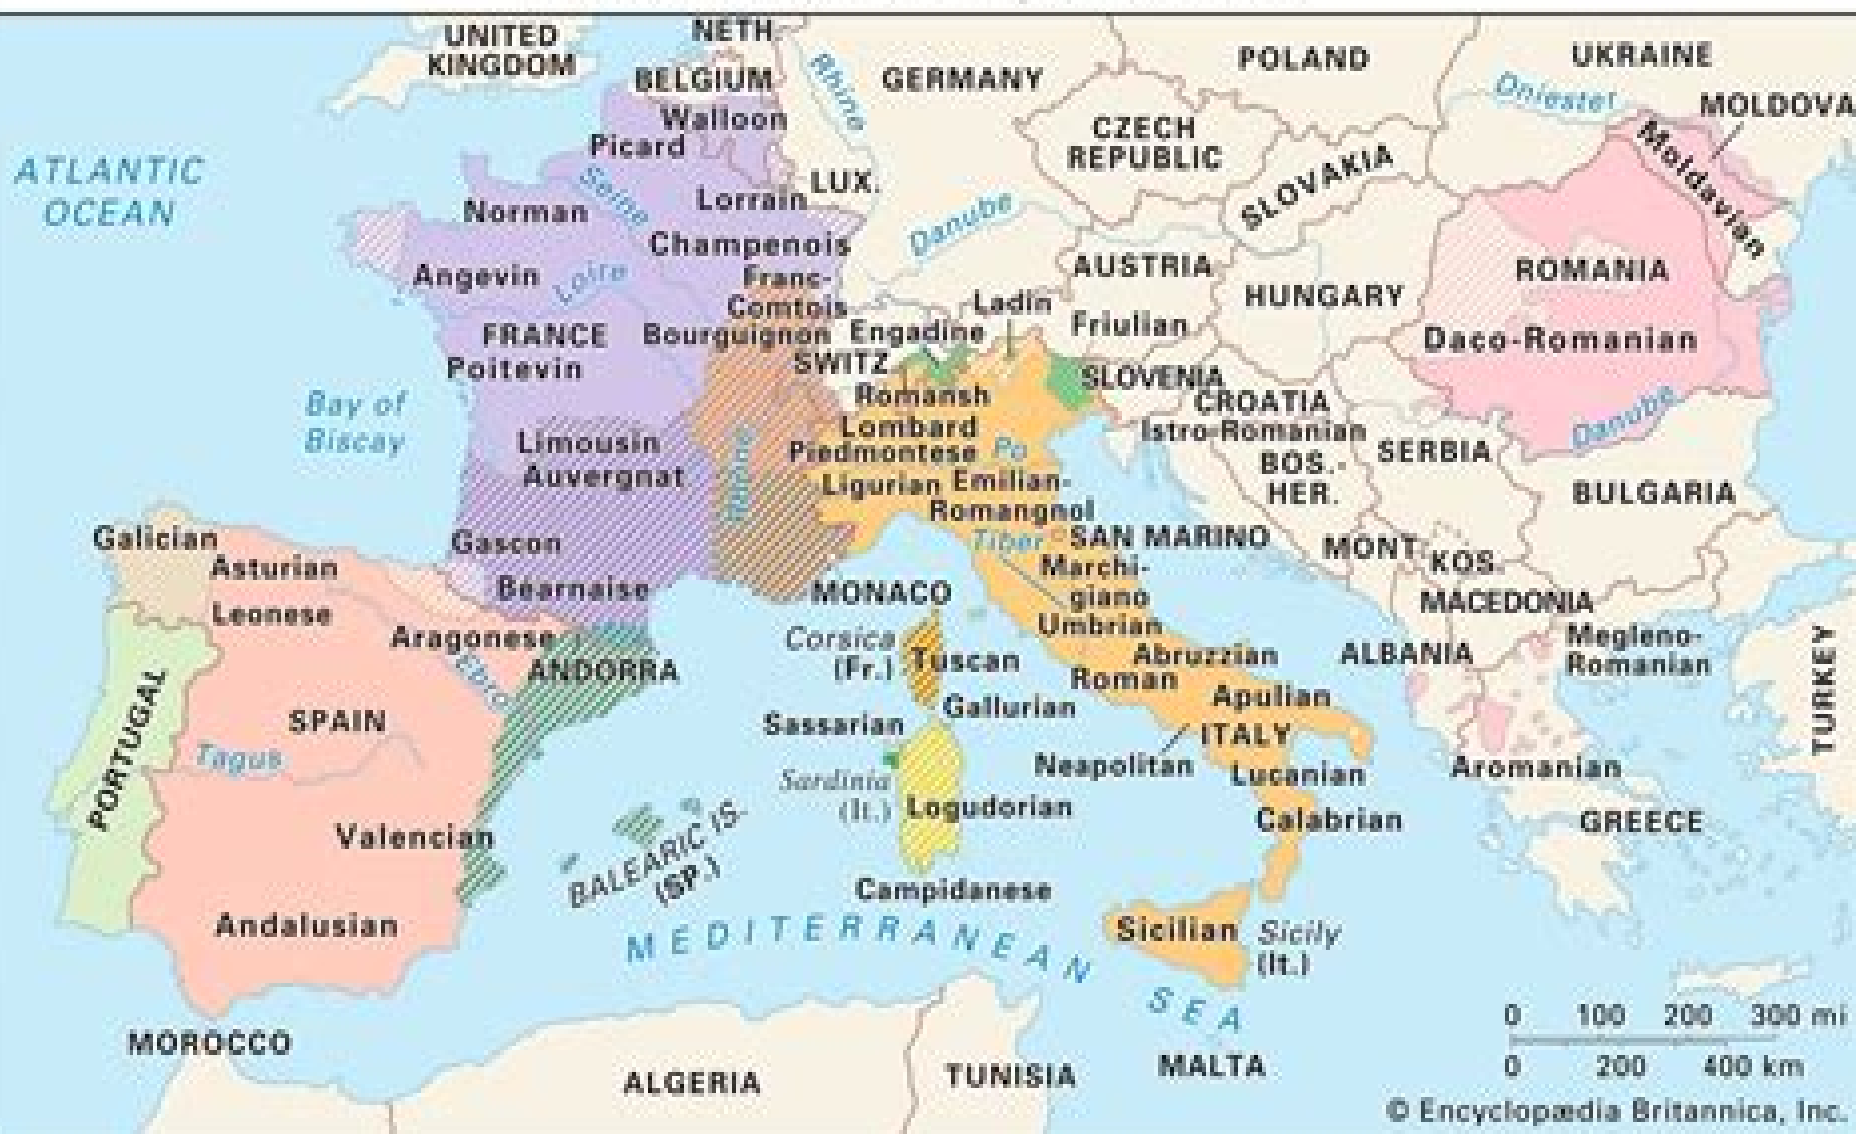 UNITED
KINGDOM
NETH.
BELGIUM
Rhine
GERMANY
POLAND
UKRAINE
Dniester
MOLDOVA
Moldavian
Walloon
Picard
CZECH
REPUBLIC
SLOVAKIA
ATLANTIC
OCEAN
LUX.
Seine
Lorrain
Norman
Danube
Champenois
Angevin
Loire
Franc-
Comtois
AUSTRIA
HUNGARY
ROMANIA
Ladin
FRANCE
Bourguignon
Engadine
Friulian
Daco-Romanian
Poitevin
SWITZ.
SLOVENIA
Romansh
CROATIA
Danube
Bay of
Biscay
Lombard
Istro-Romanian
Limousin
Piedmontese
Po
SERBIA
Auvergnat
Rhône
BOS.-
HER.
Ligurian
Emilian-
Romangnol
BULGARIA
Galician
Gascon
Tiber
SAN MARINO
MONT.
KOS.
Asturian
Marchi-
giano
Bearnaise
MONACO
MACEDONIA
Leonese
Umbrian
Aragonese
Corsica
(Fr.)
Tuscan
Abruzzian
ALBANIA
Megleno-
Romanian
Ebro
ANDORRA
Roman
Apulian
TURKEY
PORTUGAL
SPAIN
Gallurian
Sassarian
ITALY
Tagus
Neapolitan
Lucanian
Aromanian
Sardinia
(It.)
Logudorian
Calabrian
GREECE
Valencian
BALEARIC IS.
(SP.)
Campidanese
Andalusian
MEDITERRANEAN
SEA
Sicilian
Sicily
(It.)
MOROCCO
ALGERIA
TUNISIA
MALTA
0 100 200 300 mi
0 200 400 km
© Encyclopædia Britannica, Inc.